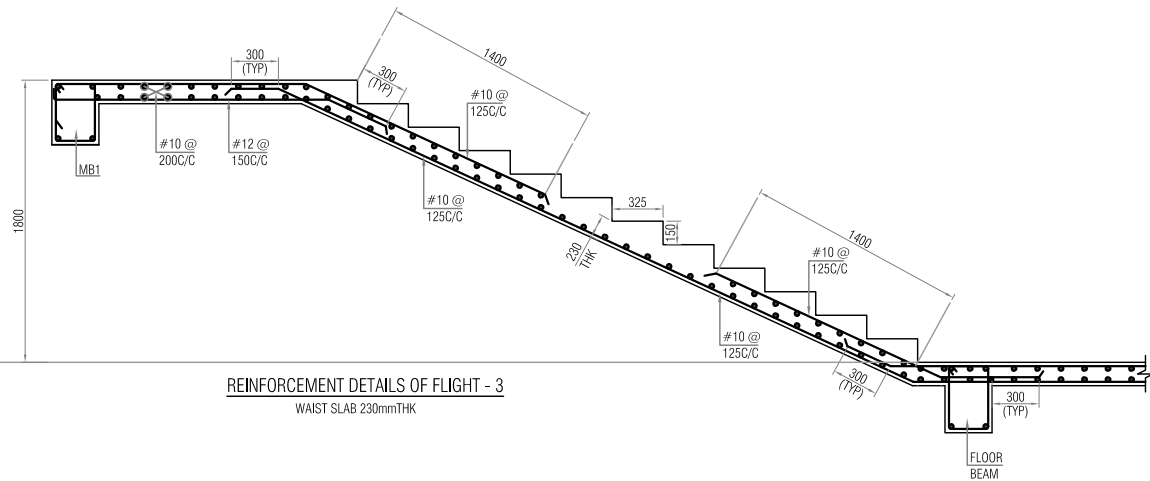 1400
300
(TYP)
300
(TYP)
#10 @
125C/C
#10 @
200C/C
#12 @
150C/C
MB1
#10 @
125C/C
1800
325
150
230
THK
1400
#10 @
125C/C
#10 @
125C/C
300
(TYP)
300
(TYP)
REINFORCEMENT DETAILS OF FLIGHT - 3
WAIST SLAB 230mmTHK
FLOOR
BEAM